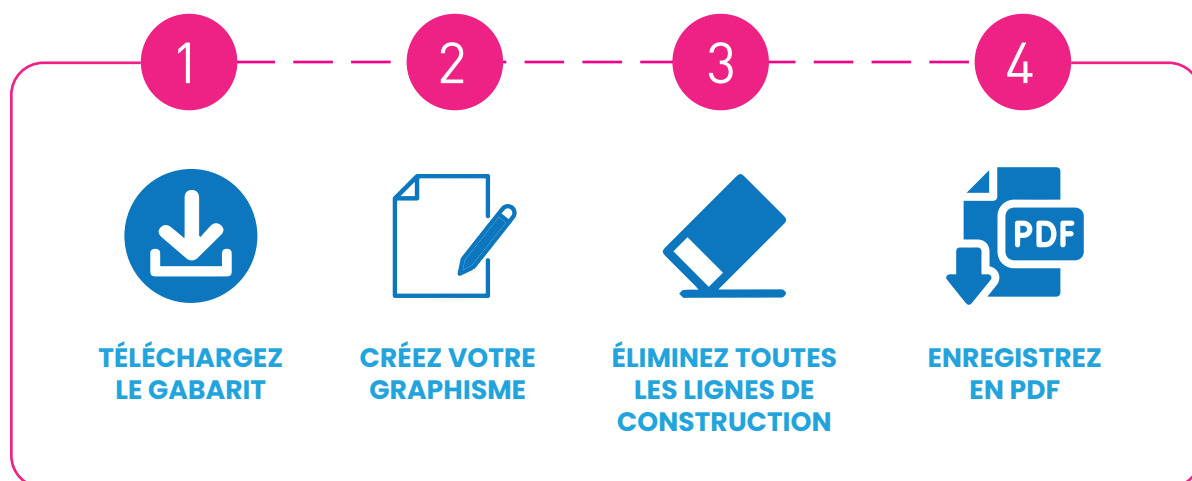 1
2
3
4
PDF
TÉLÉCHARGEZ
LE GABARIT
CRÉEZ VOTRE
GRAPHISME
ÉLIMINEZ TOUTES
LES LIGNES DE
CONSTRUCTION
ENREGISTREZ
EN PDF